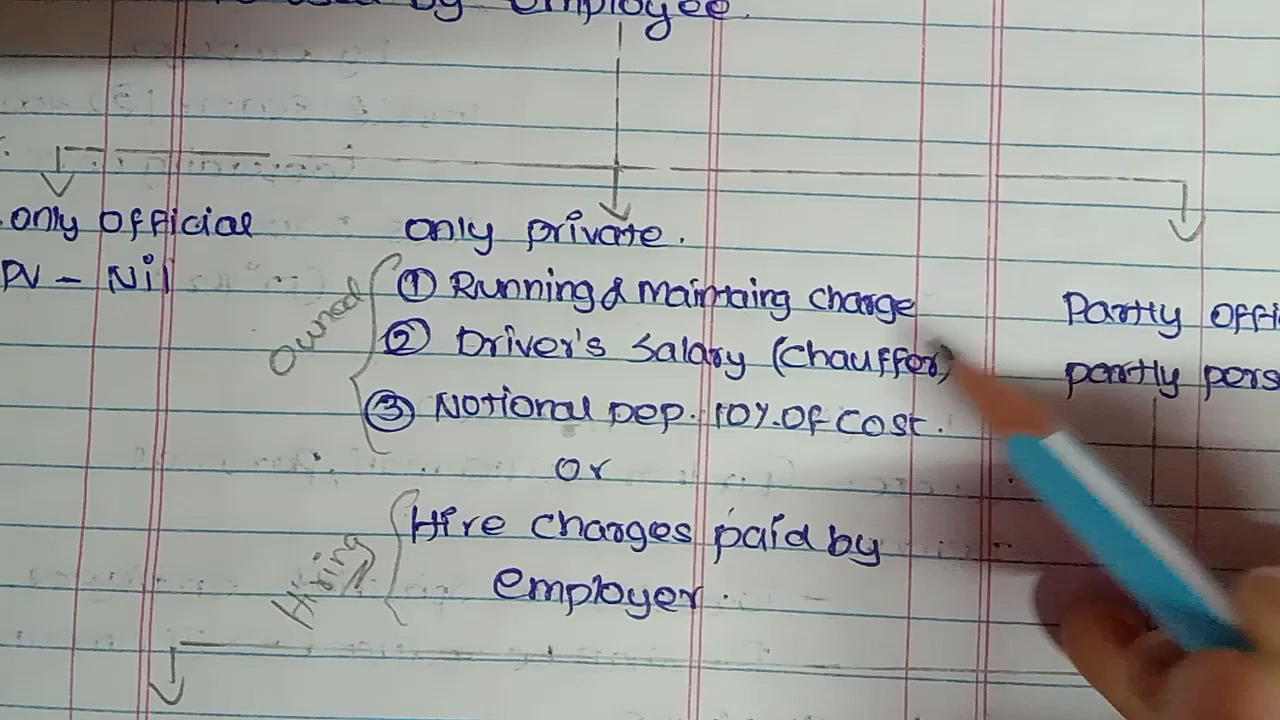 by employee.
only official
PV - Nil
only private.
Owned
① Running & maintaing charge
② Driver's salary (Chauffer)
③ Notional Dep. 10% of cost.
or
Hiring
Hire charges paid by
employer.
Partly offi
partly pers